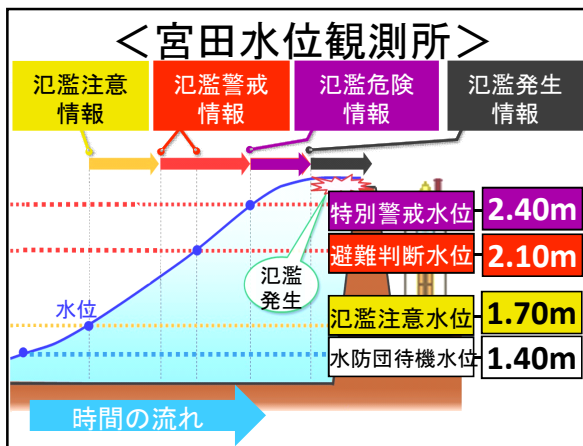 <宮田水位観測所>
氾濫注意
情報
氾濫警戒
情報
氾濫危険
情報
氾濫発生
情報
特別警戒水位 2.40m
避難判断水位 2.10m
氾濫
発生
水位
氾濫注意水位 1.70m
水防団待機水位 1.40m
時間の流れ